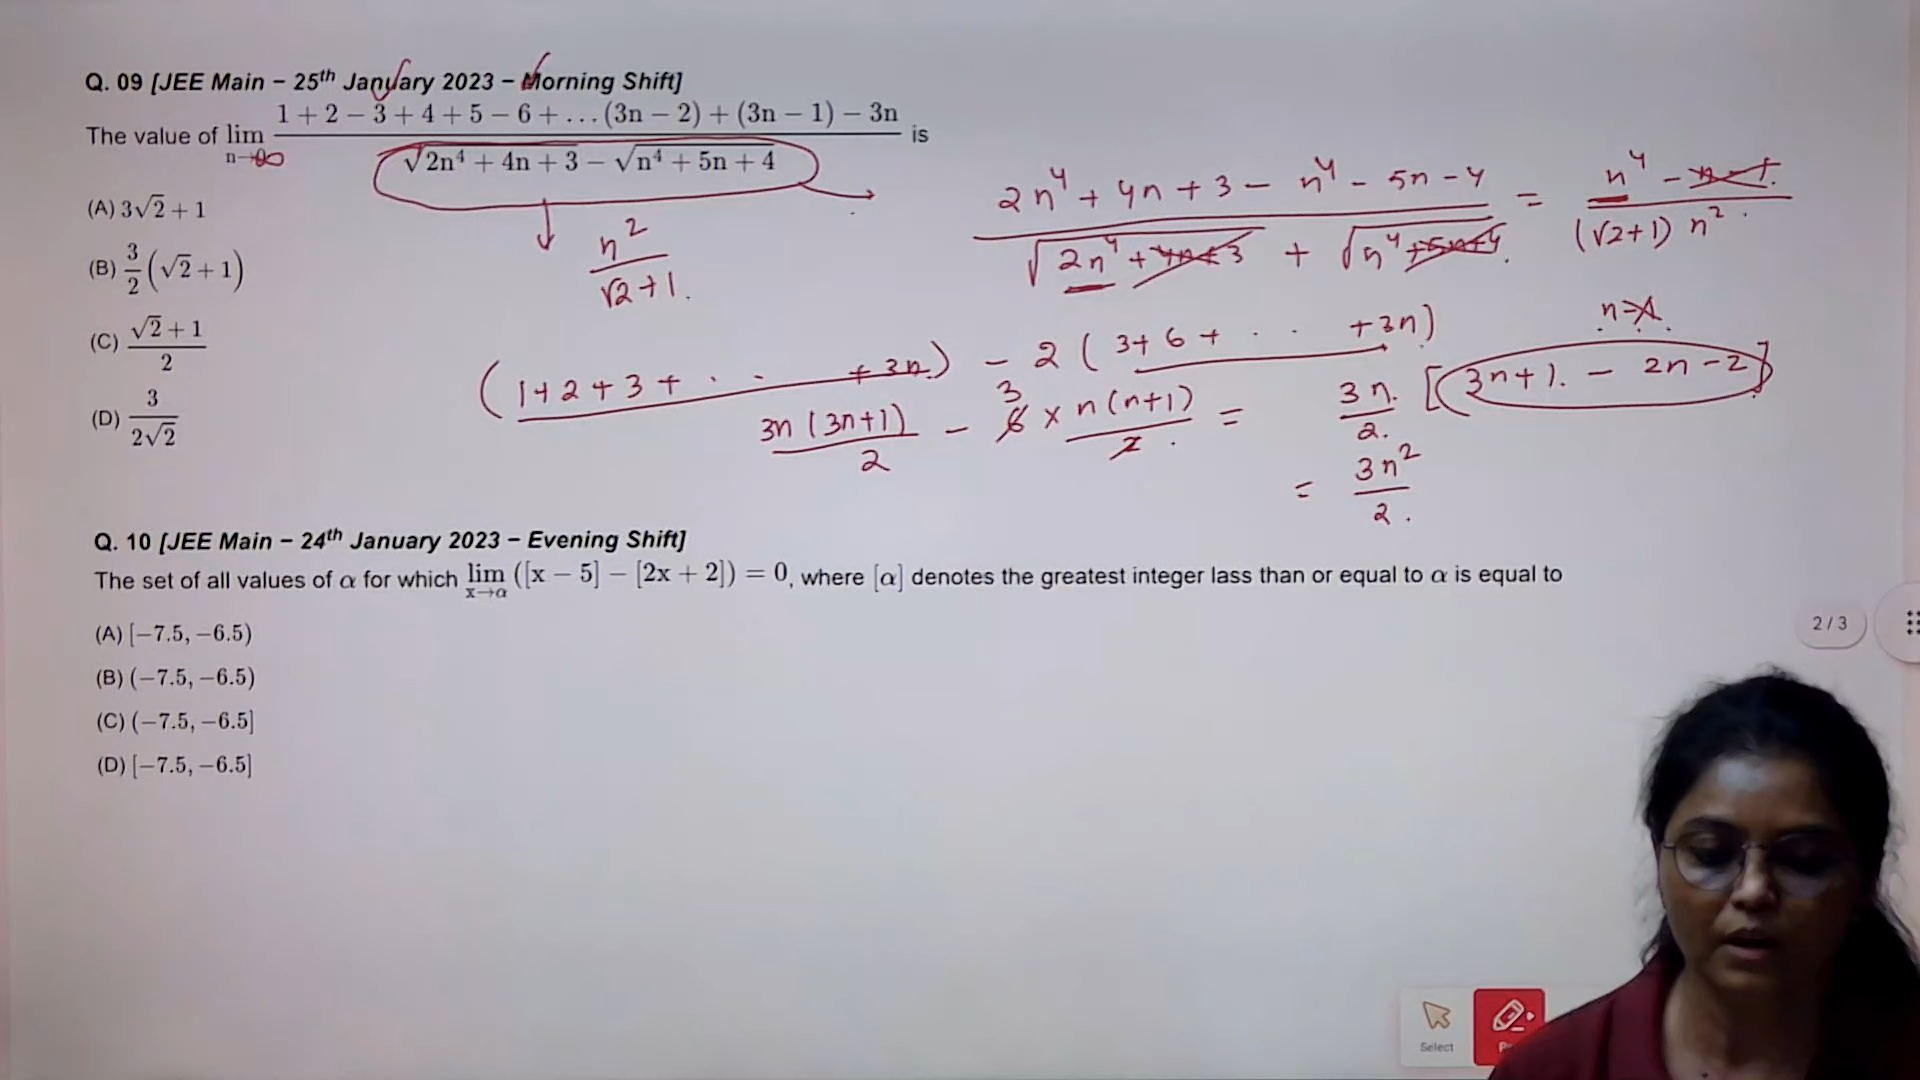 Q. 09 [JEE Main – 25th January 2023 – Morning Shift]
The value of lim n→∞ (1 + 2 − 3 + 4 + 5 − 6 + … (3n − 2) + (3n − 1) − 3n) / (√(2n⁴ + 4n + 3) − √(n⁴ + 5n + 4)) is
(A) 3√2 + 1
(B) 3/2 (√2 + 1)
(C) (√2 + 1)/2
(D) 3/(2√2)
n² / (√2+1).
(2n⁴ + 4n + 3 − n⁴ − 5n − 4) / (√(2n⁴ + 4n + 3) + √(n⁴ + 5n + 4)) = (n⁴ − n − 1) / ((√2+1) n²)
(1+2+3+ . . + 3n) − 2 (3+6+ . . +3n)
n−1
3n(3n+1)/2 − 6 3 × n(n+1)/2 = 3n/2 [3n+1 − 2n−2]
= 3n²/2
Q. 10 [JEE Main – 24th January 2023 – Evening Shift]
The set of all values of α for which lim x→α ([x − 5] − [2x + 2]) = 0, where [α] denotes the greatest integer lass than or equal to α is equal to
(A) [−7.5, −6.5)
(B) (−7.5, −6.5)
(C) (−7.5, −6.5]
(D) [−7.5, −6.5]
2 / 3
Select